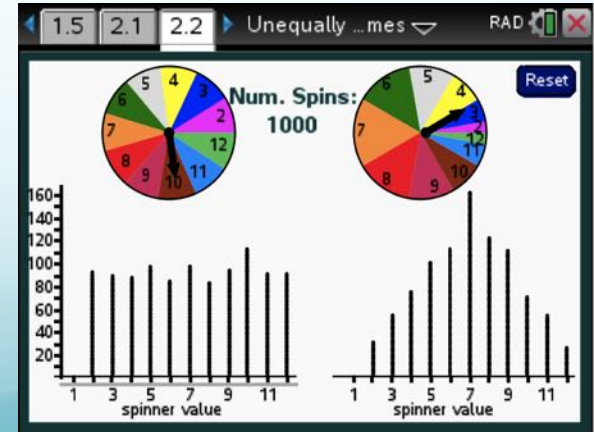 1.5 2.1 2.2 Unequally ...mes RAD
Reset
Num. Spins:
1000
2 3 4 5 6 7 8 9 10 11 12
2 3 4 5 6 7 8 9 10 11 12
160
140
120
100
80
60
40
20
1 3 5 7 9 11
spinner value
1 3 5 7 9 11
spinner value